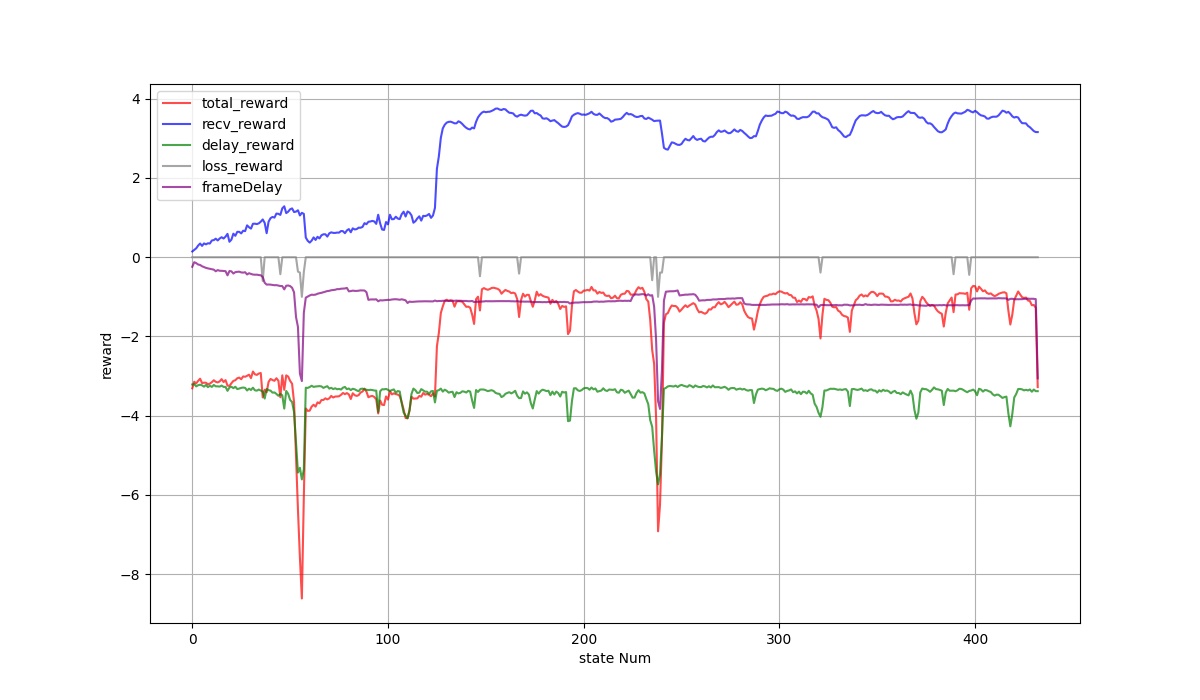 total_reward
recv_reward
delay_reward
loss_reward
frameDelay
reward
4
2
0
−2
−4
−6
−8
0 100 200 300 400
state Num